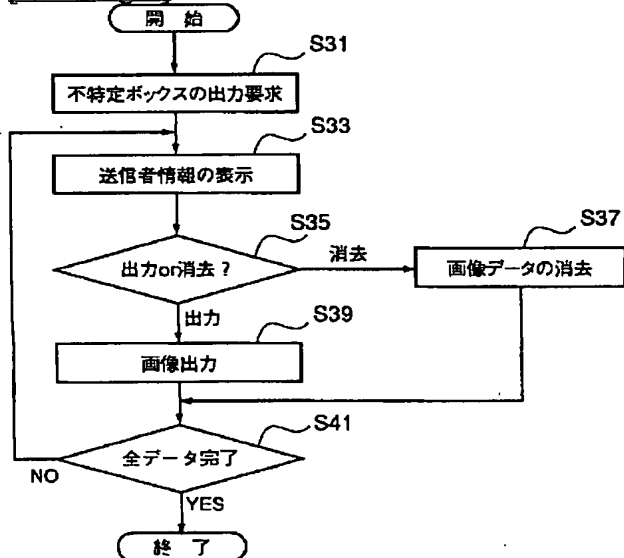 開 始
S31
不特定ボックスの出力要求
S33
送信者情報の表示
S35
出力or消去？
消去
S37
画像データの消去
出力
S39
画像出力
S41
全データ完了
NO
YES
終 了